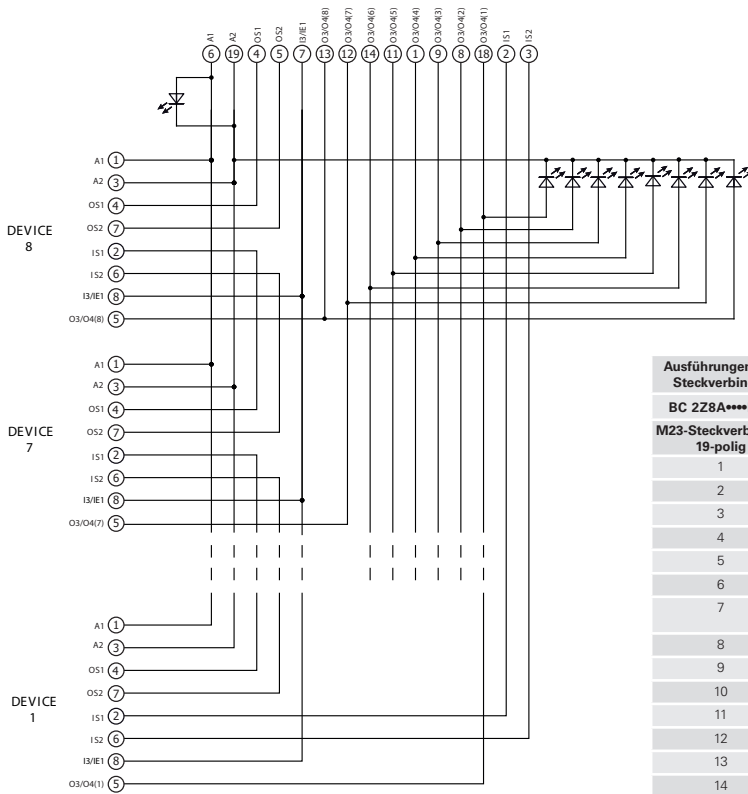 A1
A2
OS1
OS2
I3/IE1
O3/O4(8)
O3/O4(7)
O3/O4(6)
O3/O4(5)
O3/O4(4)
O3/O4(3)
O3/O4(2)
O3/O4(1)
IS1
IS2
6 19 4 5 7 13 12 14 11 1 9 8 18 2 3
DEVICE
8
A1 1
A2 3
OS1 4
OS2 7
IS1 2
IS2 6
I3/IE1 8
O3/O4(8) 5
DEVICE
7
A1 1
A2 3
OS1 4
OS2 7
IS1 2
IS2 6
I3/IE1 8
O3/O4(7) 5
DEVICE
1
A1 1
A2 3
OS1 4
OS2 7
IS1 2
IS2 6
I3/IE1 8
O3/O4(1) 5
Steckverbin
BC 2Z8A••••
M23-Steckverb
19-polig
1
2
3
4
5
6
7
8
9
10
11
12
13
14